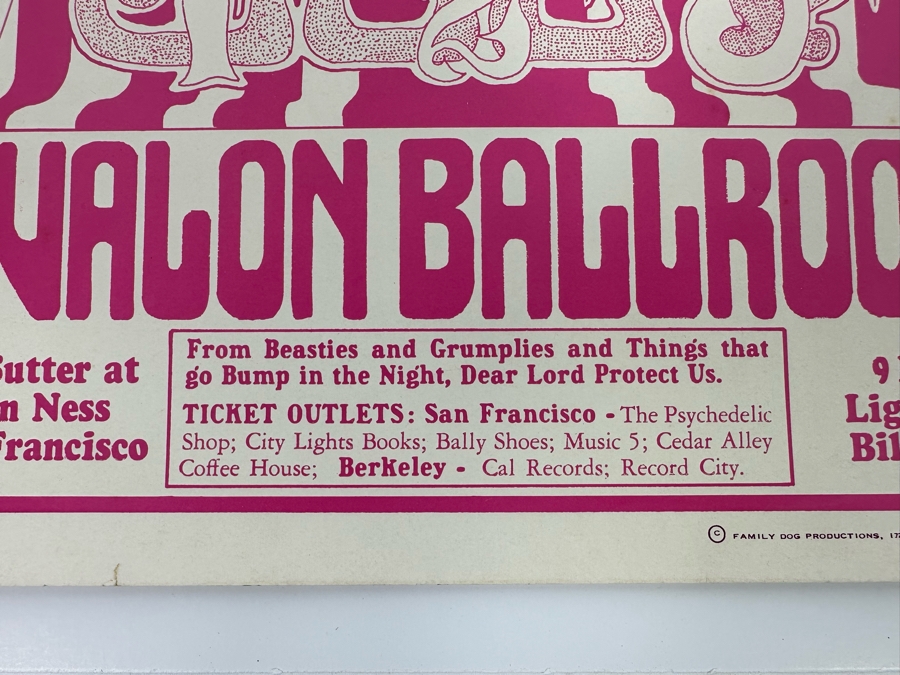 VALON BALLROO
Sutter at
n Ness
Francisco
From Beasties and Grumplies and Things that
go Bump in the Night, Dear Lord Protect Us.
TICKET OUTLETS: San Francisco - The Psychedelic
Shop; City Lights Books; Bally Shoes; Music 5; Cedar Alley
Coffee House; Berkeley - Cal Records; Record City.
9
Lig
Bil
© FAMILY DOG PRODUCTIONS, 17